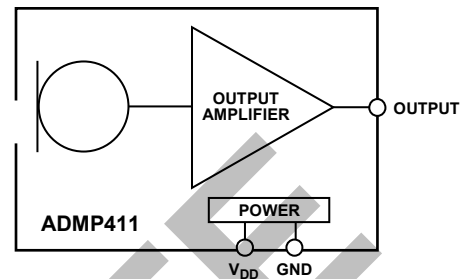 OUTPUT
AMPLIFIER
OUTPUT
ADMP411
POWER
VDD
GND